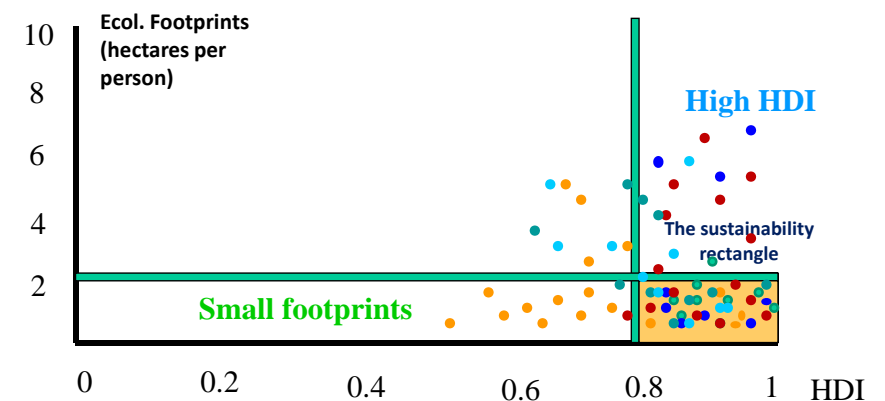 Ecol. Footprints
(hectares per
person)
10
8
6
4
2
High HDI
The sustainability
rectangle
Small footprints
0 0.2 0.4 0.6 0.8 1 HDI